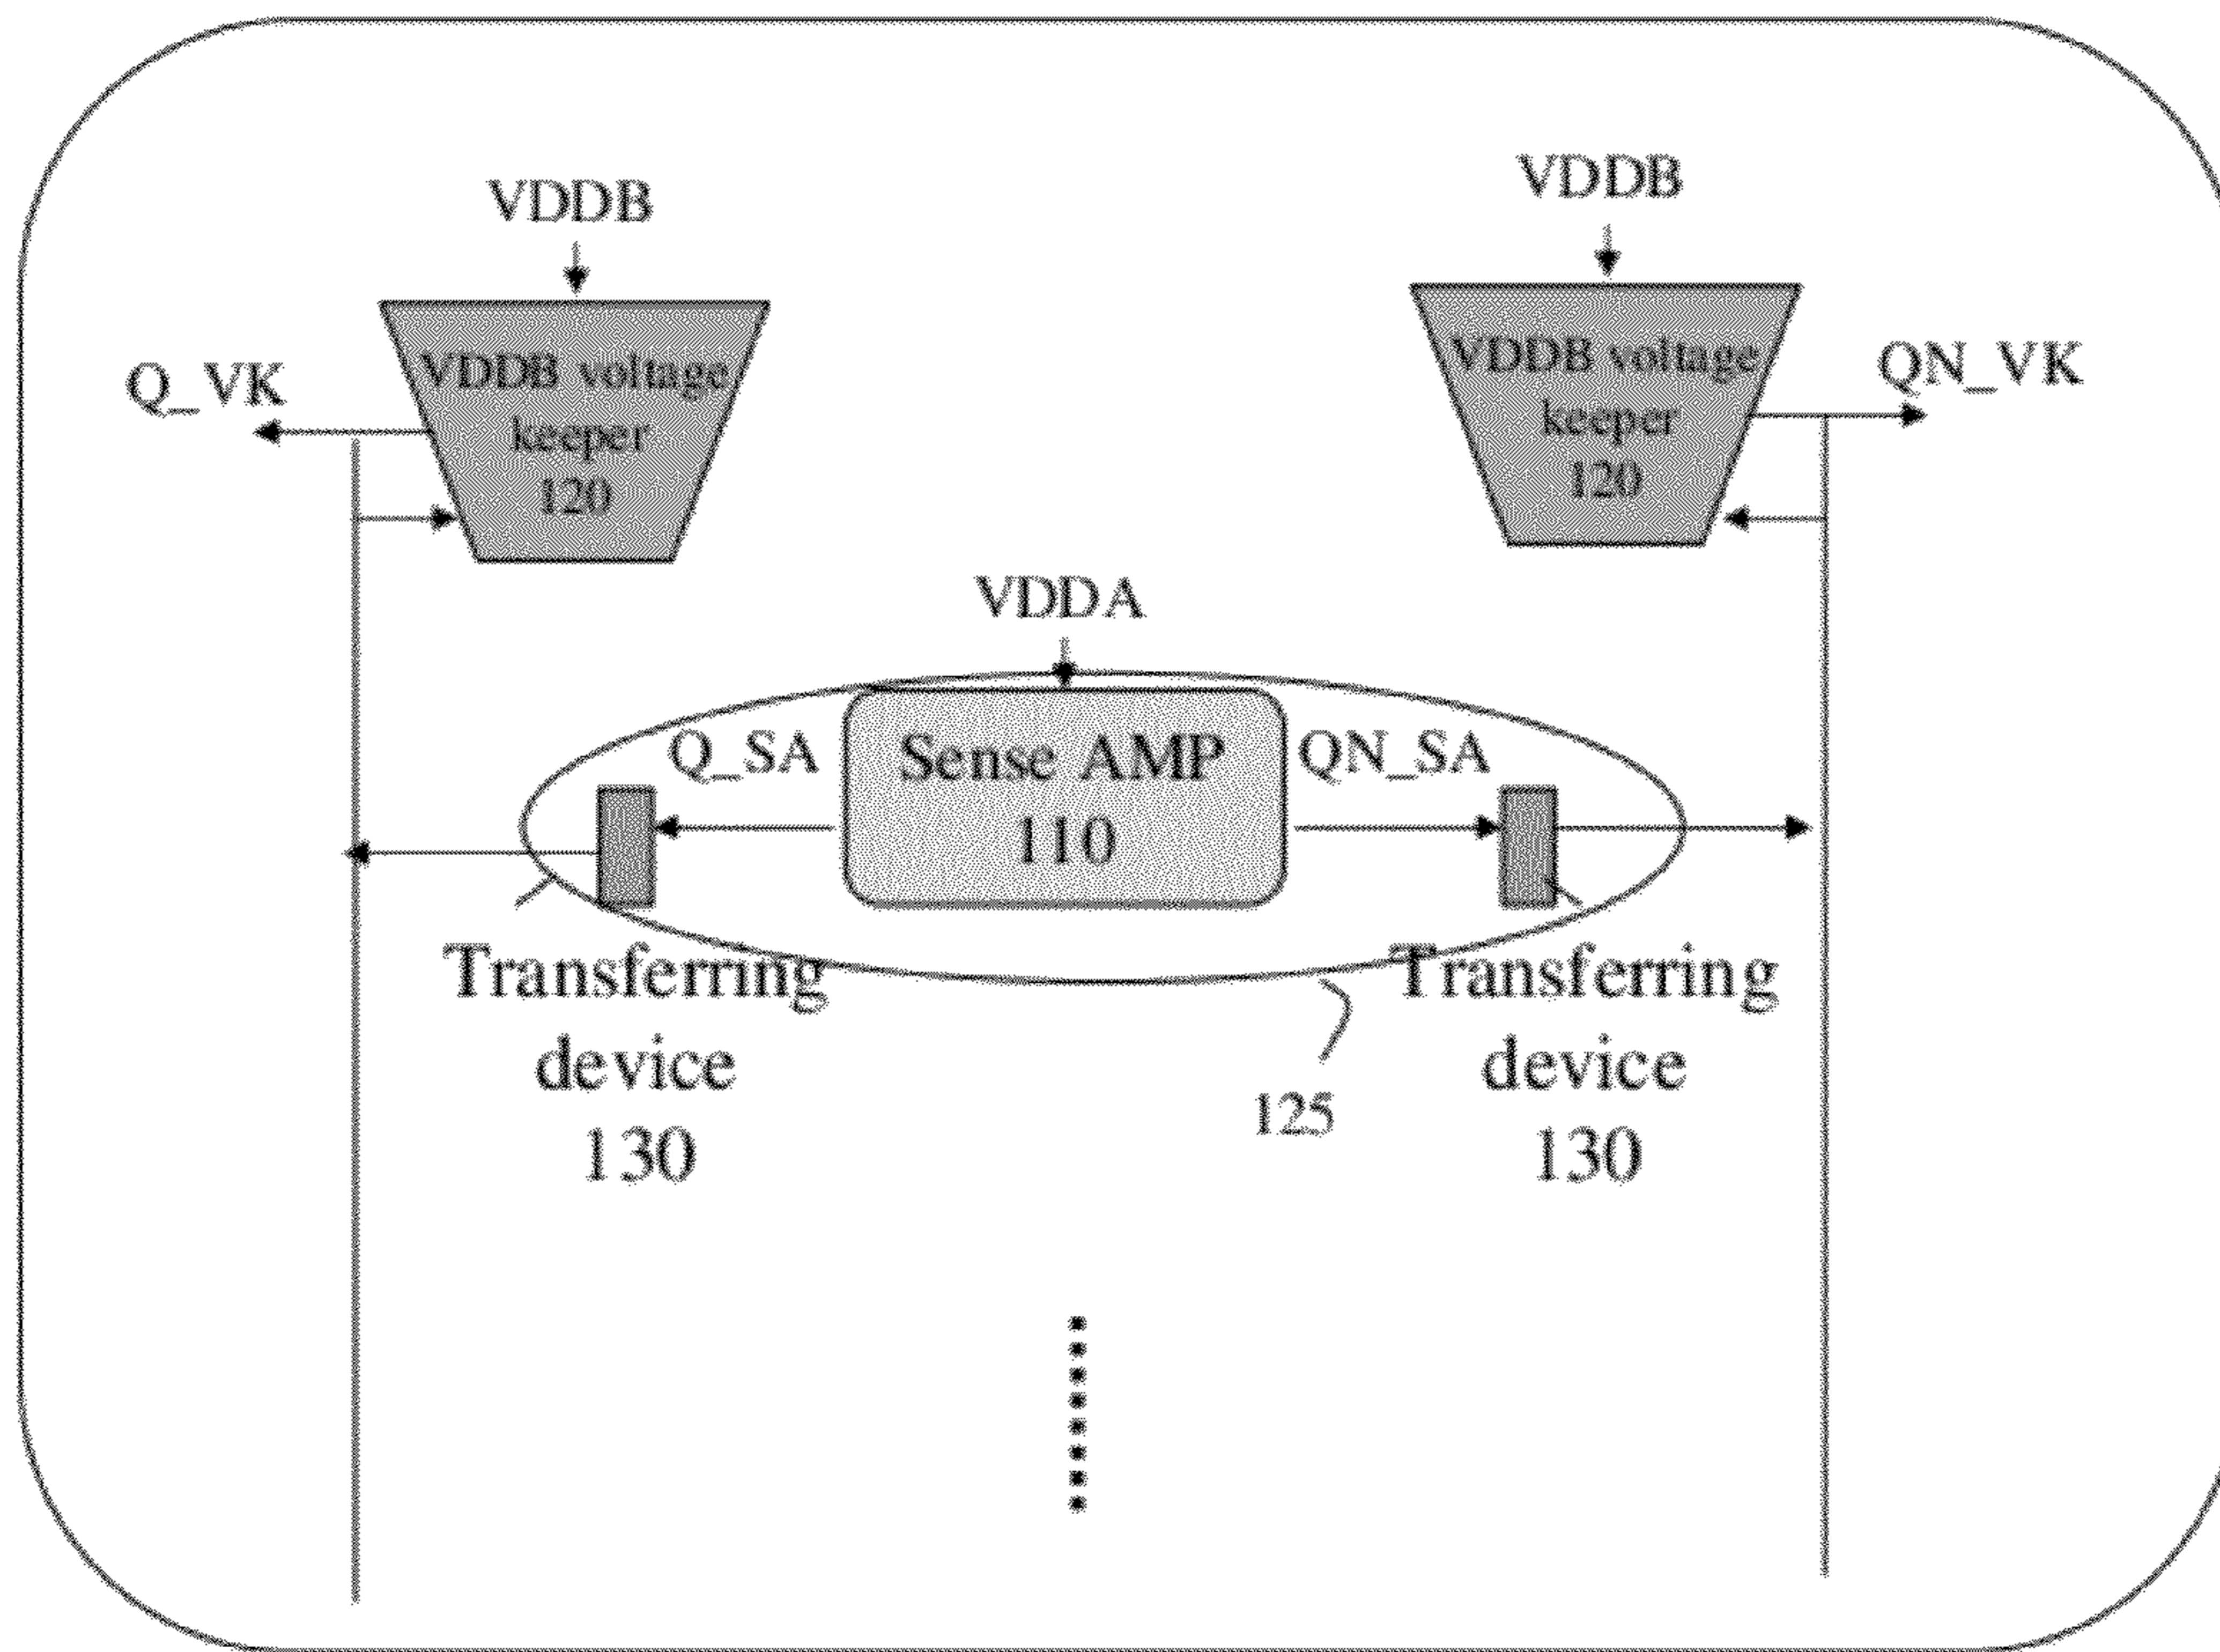 VDDB
VDDB
Q_VK
VDDB voltage
keeper
120
VDDB voltage
keeper
120
QN_VK
VDDA
Q_SA
Sense AMP
110
QN_SA
Transferring
device
130
Transferring
device
130
125